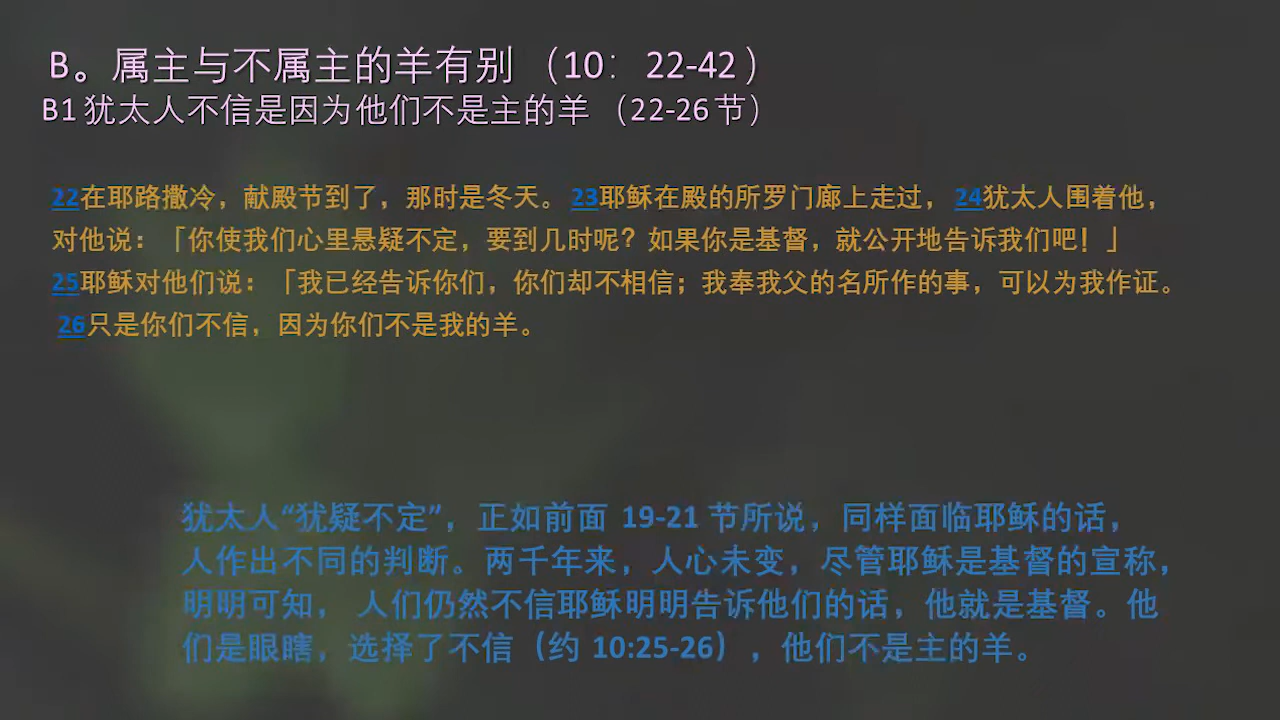 B。属主与不属主的羊有别 （10：22-42）
B1 犹太人不信是因为他们不是主的羊 （22-26 节）
22在耶路撒冷，献殿节到了，那时是冬天。23耶稣在殿的所罗门廊上走过，24犹太人围着他，
对他说：「你使我们心里悬疑不定，要到几时呢？如果你是基督，就公开地告诉我们吧！」
25耶稣对他们说：「我已经告诉你们，你们却不相信；我奉我父的名所作的事，可以为我作证。
26只是你们不信，因为你们不是我的羊。
犹太人“犹疑不定”，正如前面 19-21 节所说，同样面临耶稣的话，
人作出不同的判断。两千年来，人心未变，尽管耶稣是基督的宣称，
明明可知， 人们仍然不信耶稣明明告诉他们的话，他就是基督。他
们是眼瞎，选择了不信（约 10:25-26），他们不是主的羊。